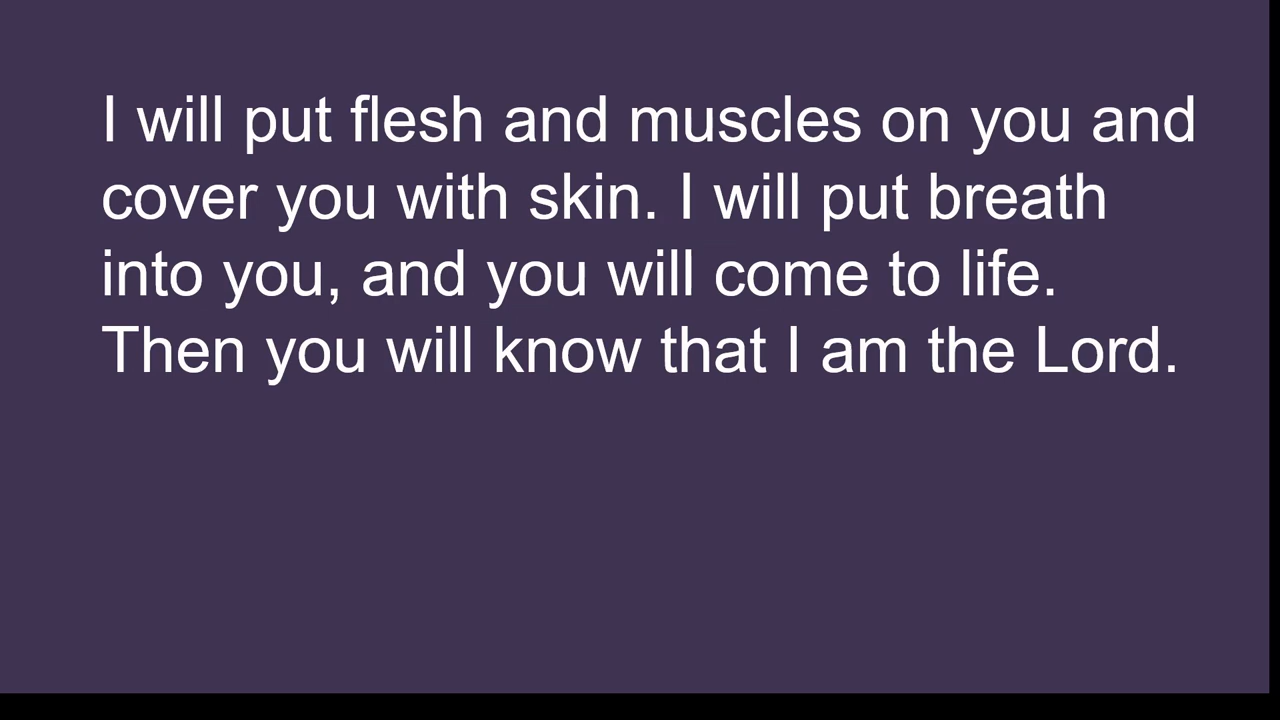 I will put flesh and muscles on you and
cover you with skin. I will put breath
into you, and you will come to life.
Then you will know that I am the Lord.